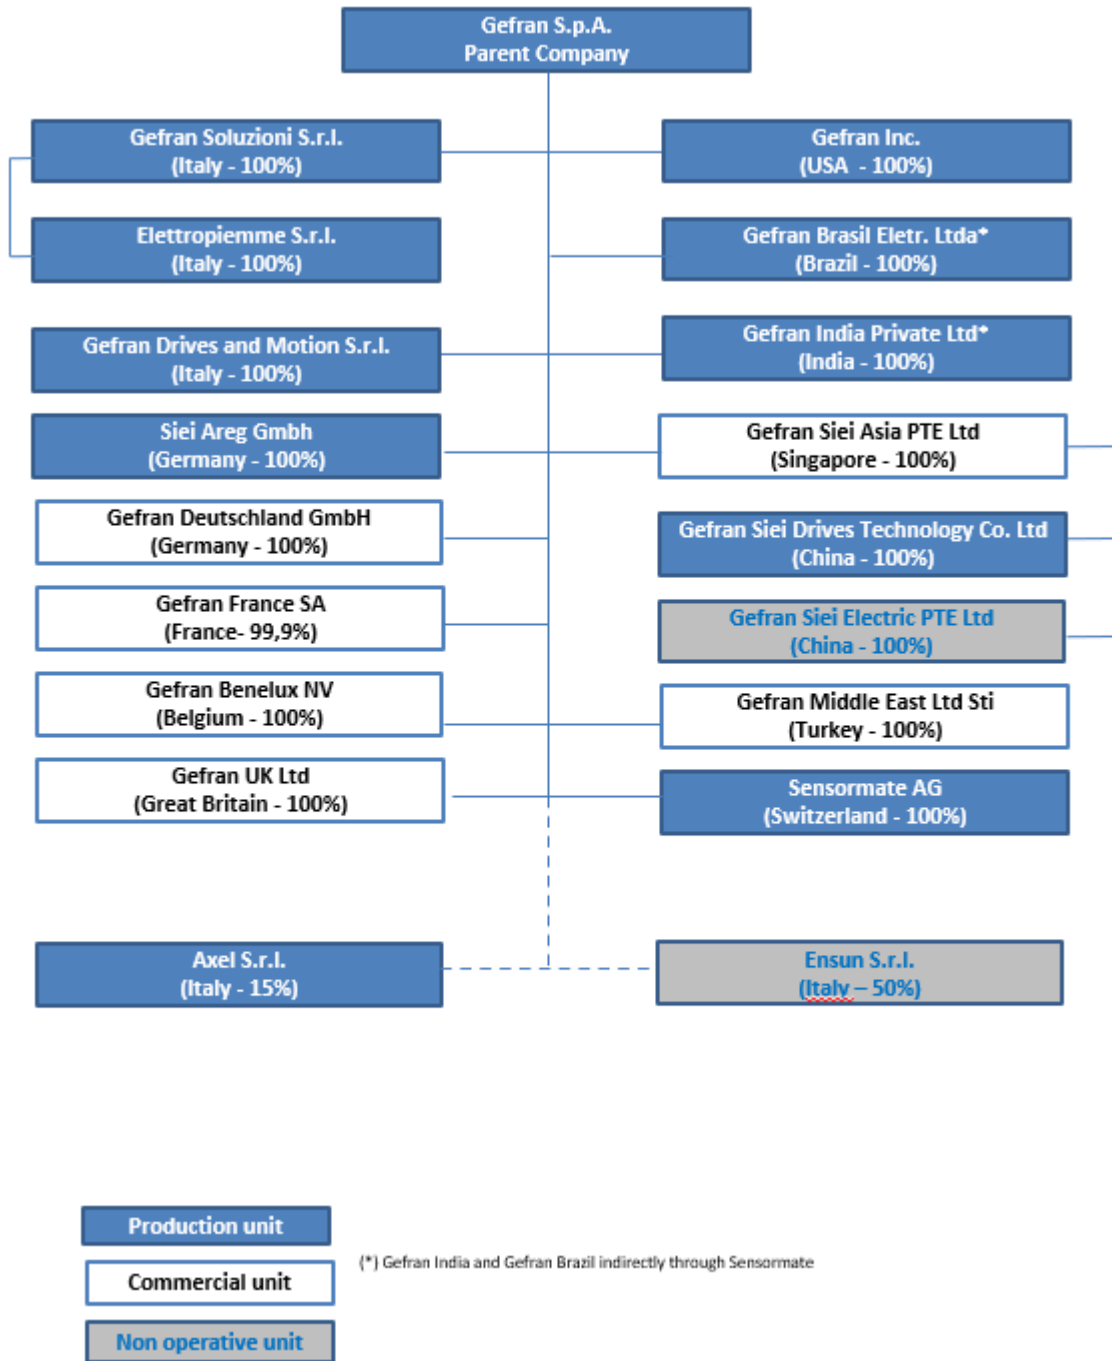 Gefran S.p.A.
Parent Company
Gefran Soluzioni S.r.l.
(Italy - 100%)
Gefran Inc.
(USA - 100%)
Elettropiemme S.r.l.
(Italy - 100%)
Gefran Brasil Eletr. Ltda*
(Brazil - 100%)
Gefran Drives and Motion S.r.l.
(Italy - 100%)
Gefran India Private Ltd*
(India - 100%)
Siei Areg Gmbh
(Germany - 100%)
Gefran Siei Asia PTE Ltd
(Singapore - 100%)
Gefran Deutschland GmbH
(Germany - 100%)
Gefran Siei Drives Technology Co. Ltd
(China - 100%)
Gefran France SA
(France- 99,9%)
Gefran Siei Electric PTE Ltd
(China - 100%)
Gefran Benelux NV
(Belgium - 100%)
Gefran Middle East Ltd Sti
(Turkey - 100%)
Gefran UK Ltd
(Great Britain - 100%)
Sensormate AG
(Switzerland - 100%)
Axel S.r.l.
(Italy - 15%)
Ensun S.r.l.
(Italy – 50%)
Production unit
Commercial unit
(*) Gefran India and Gefran Brazil indirectly through Sensormate
Non operative unit